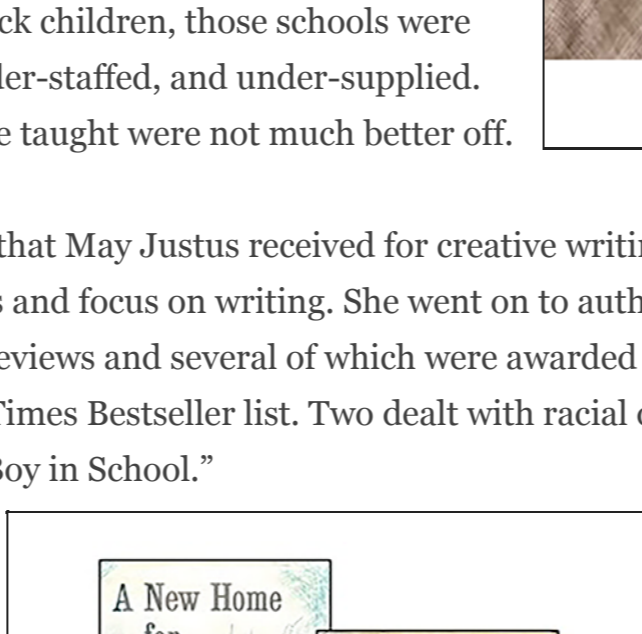 ck children, those schools were
ler-staffed, and under-supplied.
e taught were not much better off.
that May Justus received for creative writi
s and focus on writing. She went on to auth
eviews and several of which were awarded
Times Bestseller list. Two dealt with racial
Boy in School.”
A New Home
for